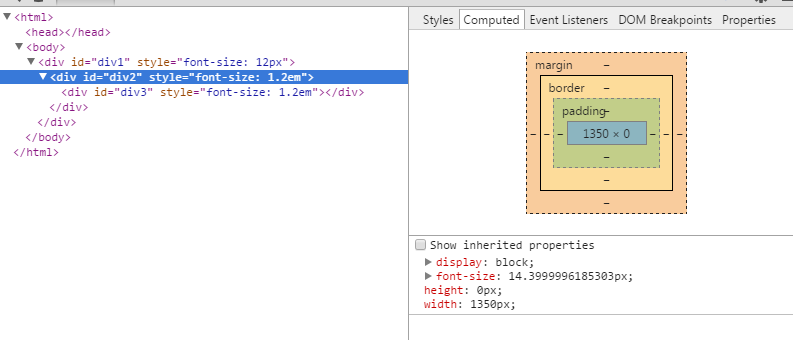 <html>
<head></head>
<body>
<div id="div1" style="font-size: 12px">
<div id="div2" style="font-size: 1.2em">
<div id="div3" style="font-size: 1.2em"></div>
</div>
</div>
</body>
</html>
Styles Computed Event Listeners DOM Breakpoints Properties
margin –
border –
padding–
– – – 1350 × 0 – – –
–
–
–
Show inherited properties
display: block;
font-size: 14.3999996185303px;
height: 0px;
width: 1350px;